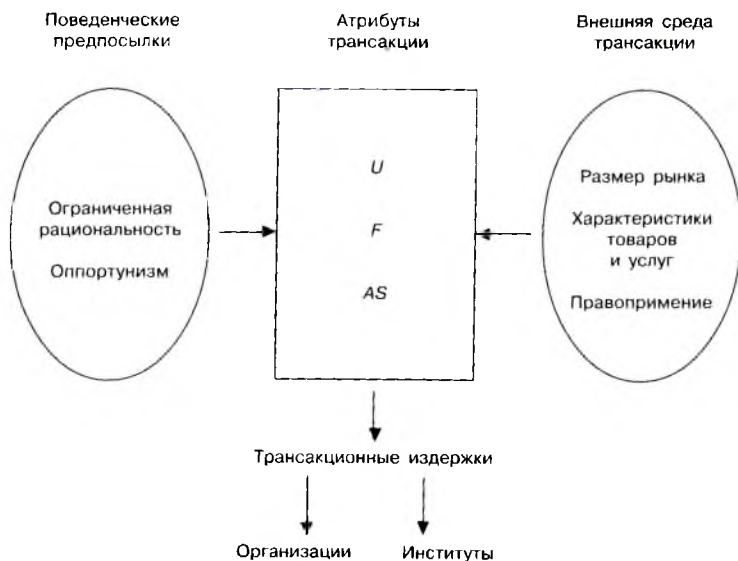 Поведенческие
предпосылки
Атрибуты
трансакции
Внешняя среда
трансакции
Ограниченная
рациональность
Оппортунизм
U
F
AS
Размер рынка
Характеристики
товаров
и услуг
Правопримение
Трансакционные издержки
Организации
Институты